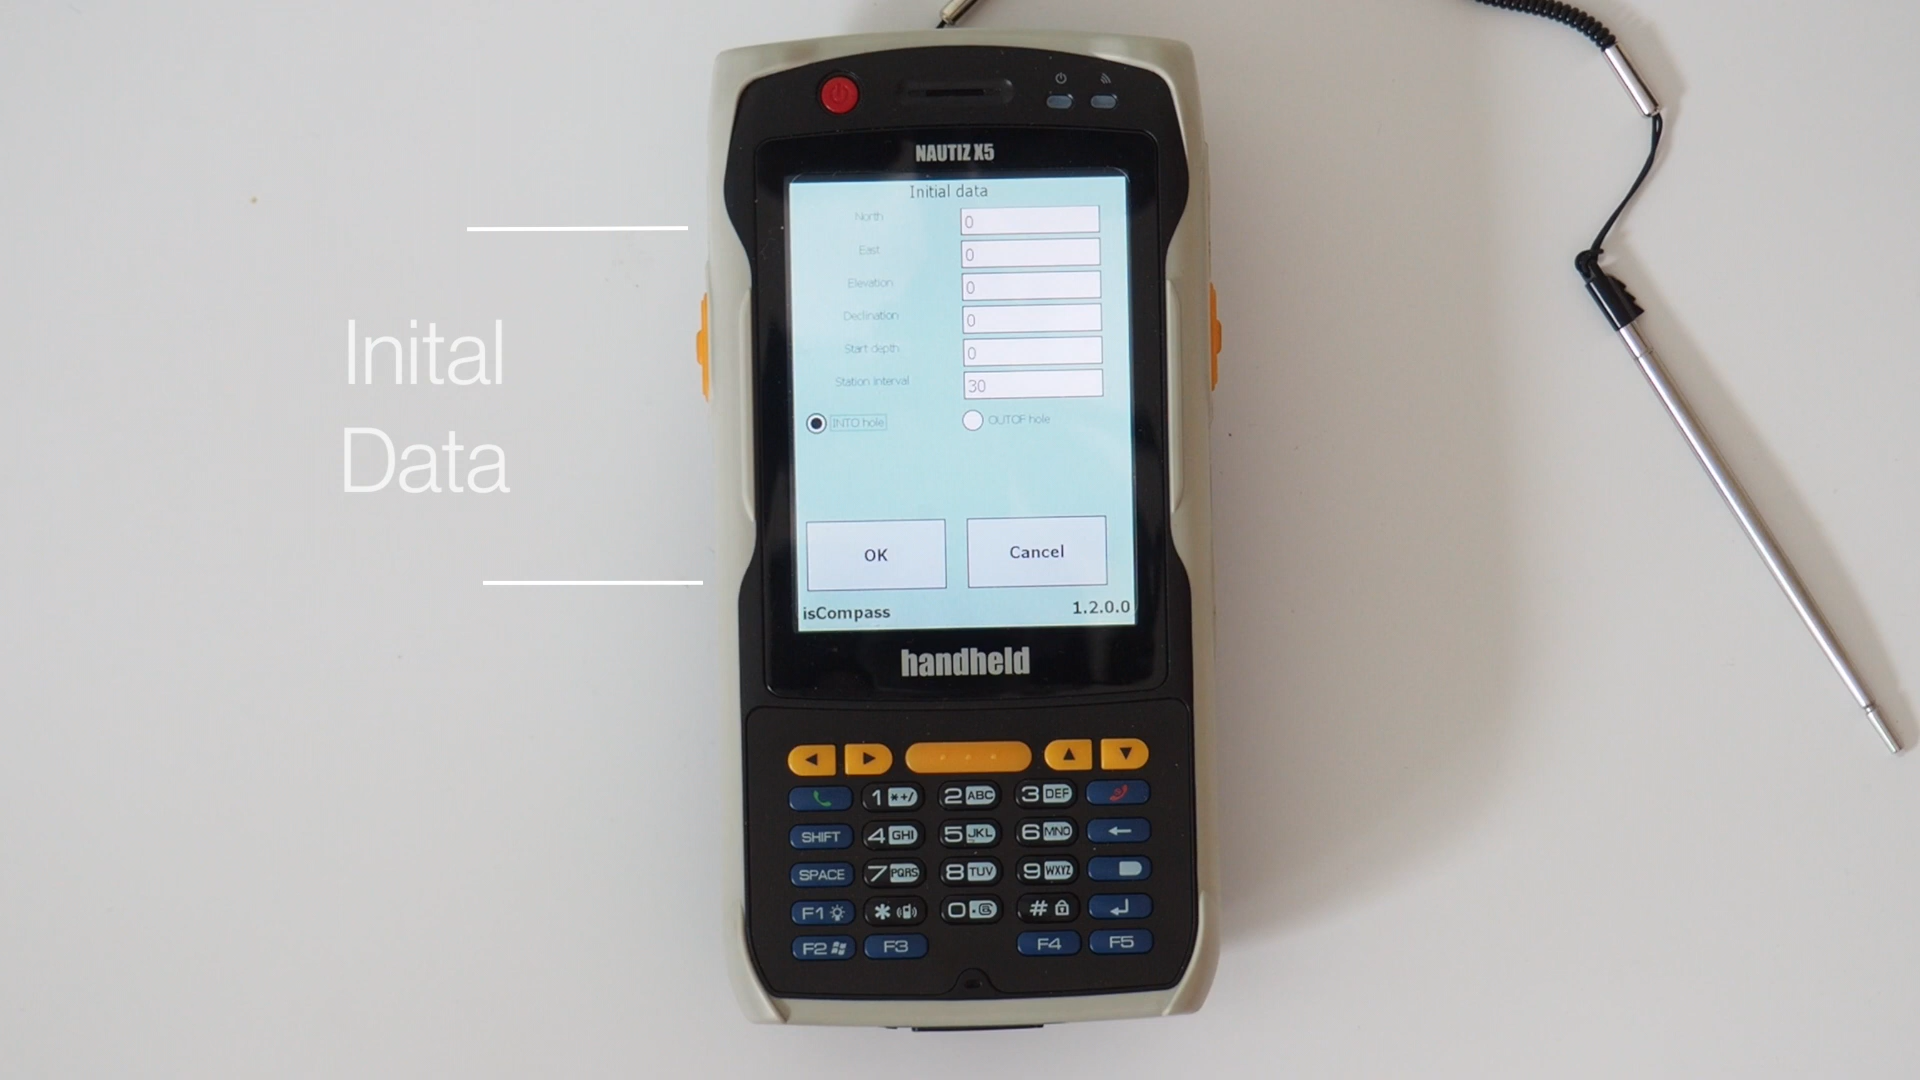 NAUTIZ X5
Initial data
North 0
East 0
Elevation 0
Declination 0
Start depth 0
Station Interval 30
INTO hole OUTOF hole
OK Cancel
isCompass 1.2.0.0
Inital
Data
handheld
1 *+/ 2 ABC 3 DEF
SHIFT 4 GHI 5 JKL 6 MNO
SPACE 7 PQRS 8 TUV 9 WXYZ
F1 * 0 . #
F2 F3 F4 F5